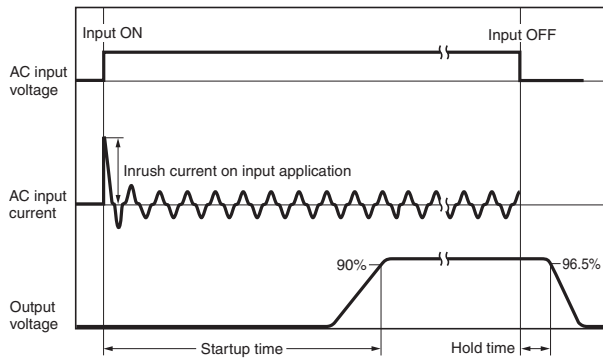 Input ON
Input OFF
AC input
voltage
Inrush current on input application
AC input
current
90%
96.5%
Output
voltage
Startup time
Hold time